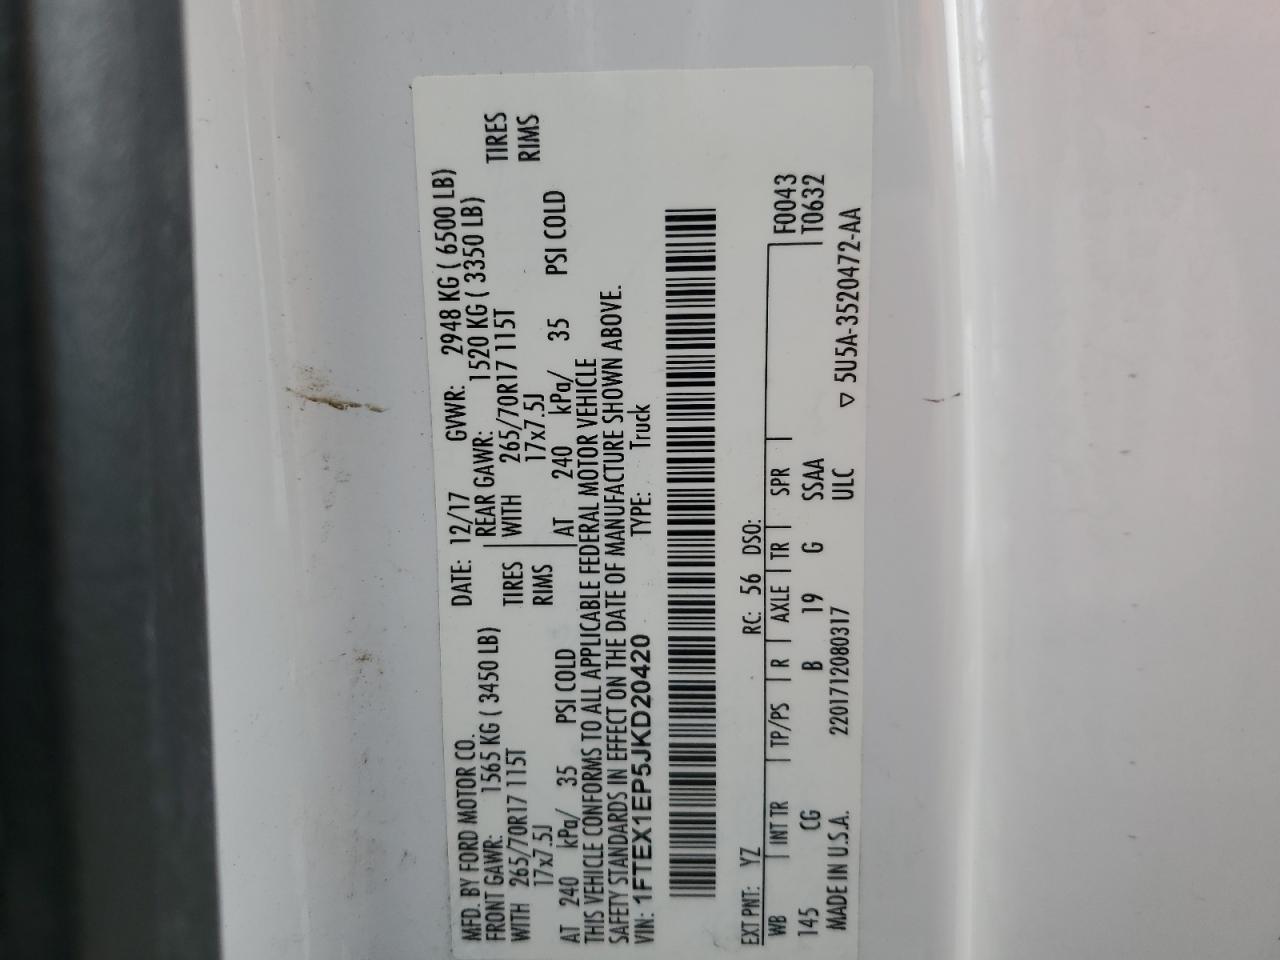 MFD. BY FORD MOTOR CO. DATE: 12/17 GVWR: 2948 KG ( 6500 LB)
FRONT GAWR: 1565 KG ( 3450 LB) REAR GAWR: 1520 KG ( 3350 LB)
WITH 265/70R17 115T TIRES WITH 265/70R17 115T TIRES
17x7.5J RIMS 17x7.5J RIMS
AT 240 kPa/ 35 PSI COLD AT 240 kPa/ 35 PSI COLD
THIS VEHICLE CONFORMS TO ALL APPLICABLE FEDERAL MOTOR VEHICLE
SAFETY STANDARDS IN EFFECT ON THE DATE OF MANUFACTURE SHOWN ABOVE.
VIN: 1FTEX1EP5JKD20420 TYPE: Truck
EXT PNT: YZ RC: 56 DSO:
WB INT TR TP/PS R AXLE TR SPR F0043
145 CG B 19 G SSAA T0632
MADE IN U.S.A. 220171208031​7 ULC ▽ 5U5A-3520472-AA